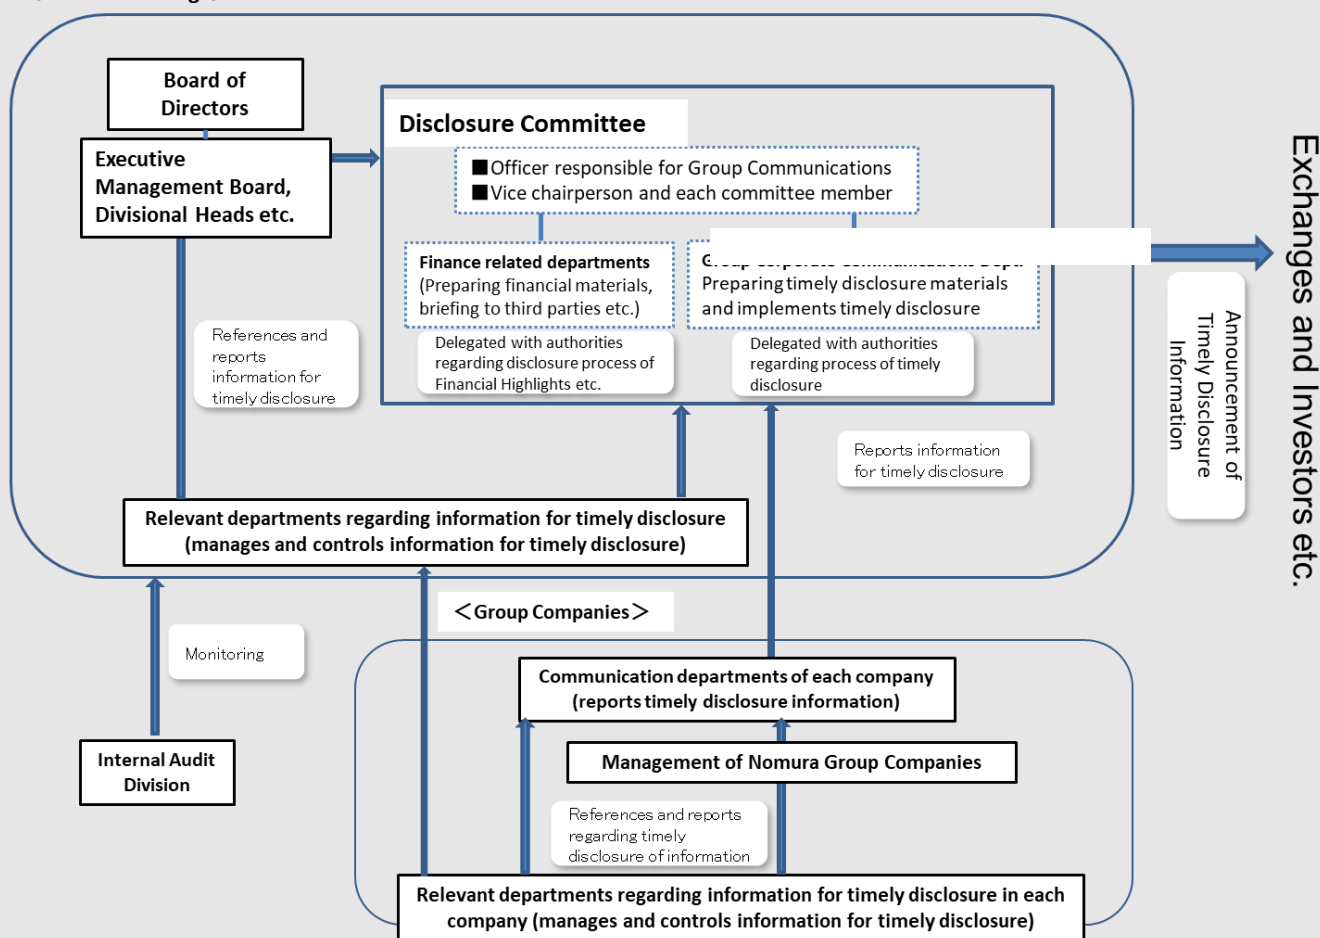 Board of
Directors
Executive
Management Board,
Divisional Heads etc.
Disclosure Committee
■Officer responsible for Group Communications
■Vice chairperson and each committee member
Finance related departments
(Preparing financial materials,
briefing to third parties etc.)
Preparing timely disclosure materials
and implements timely disclosure
Delegated with authorities
regarding disclosure process of
Financial Highlights etc.
Delegated with authorities
regarding process of timely
disclosure
References and
reports
information for
timely disclosure
Reports information
for timely disclosure
Announcement of
Timely Disclosure
Information
Exchanges and Investors etc.
Relevant departments regarding information for timely disclosure
(manages and controls information for timely disclosure)
<Group Companies>
Monitoring
Internal Audit
Division
Communication departments of each company
(reports timely disclosure information)
Management of Nomura Group Companies
References and reports
regarding timely
disclosure of information
Relevant departments regarding information for timely disclosure in each
company (manages and controls information for timely disclosure)